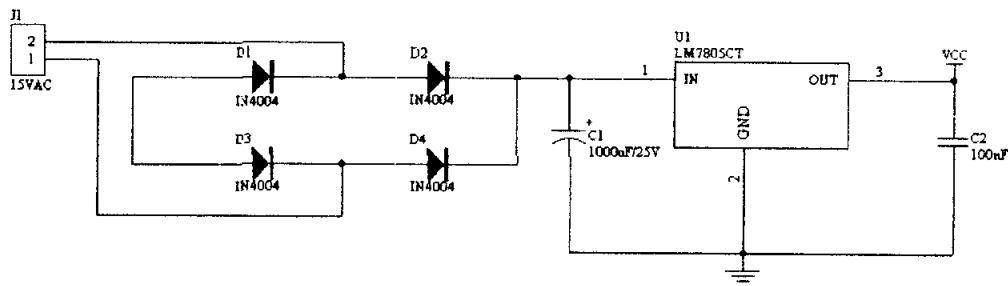 J1
2
1
15VAC
D1
IN4004
D2
IN4004
D3
IN4004
D4
IN4004
C1
+
1000uF/25V
U1
LM7805CT
1
IN
OUT
3
GND
2
VCC
C2
100nF